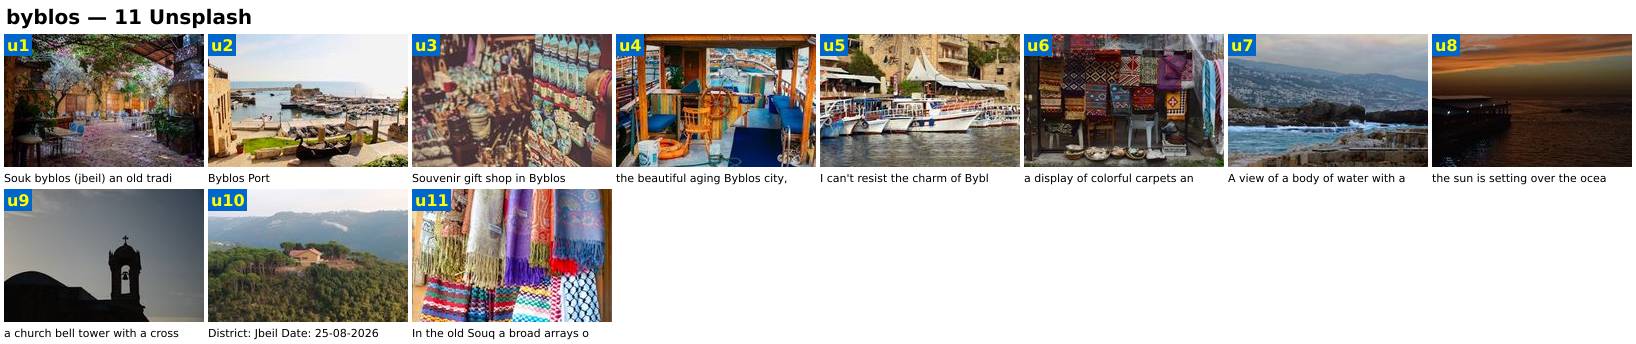 byblos — 11 Unsplash
u1
u2
u3
u4
u5
u6
u7
u8
Souk byblos (jbeil) an old tradi
Byblos Port
Souvenir gift shop in Byblos
the beautiful aging Byblos city,
I can't resist the charm of Bybl
a display of colorful carpets an
A view of a body of water with a
the sun is setting over the ocea
u9
u10
u11
a church bell tower with a cross
District: Jbeil Date: 25-08-2026
In the old Souq a broad arrays o